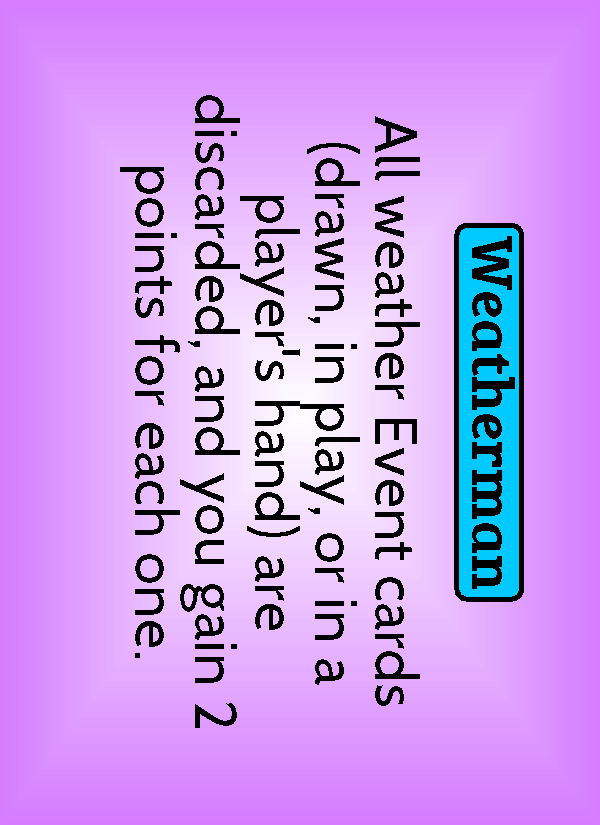 Weatherman
All weather Event cards
(drawn, in play, or in a
player's hand) are
discarded, and you gain 2
points for each one.